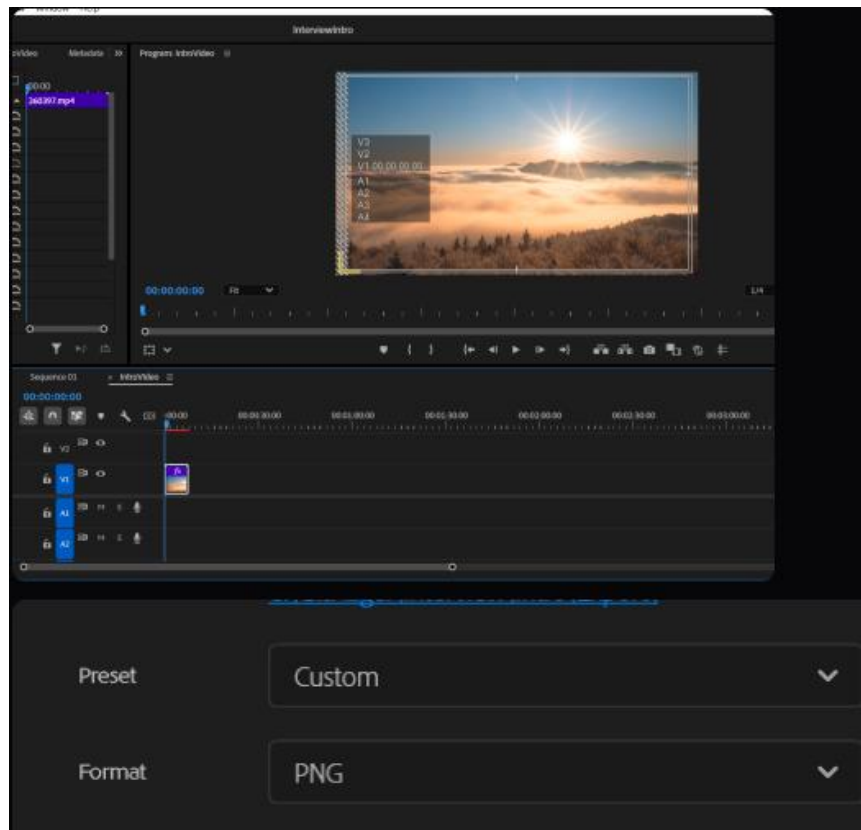 InterviewIntro
Metadata
Program: IntroVideo
00:00
260397.mp4
V3
V2
V1 00;00;00;00
A1
A2
A3
A4
00:00:00:00
Fit
1/4
Sequence 01
× IntroVideo
00:00:00:00
:00:00
00:00:30:00
00:01:00:00
00:01:30:00
00:02:00:00
00:02:30:00
00:03:00:00
V2
V1 fx
A1 M S
A2 M S
Preset Custom
Format PNG